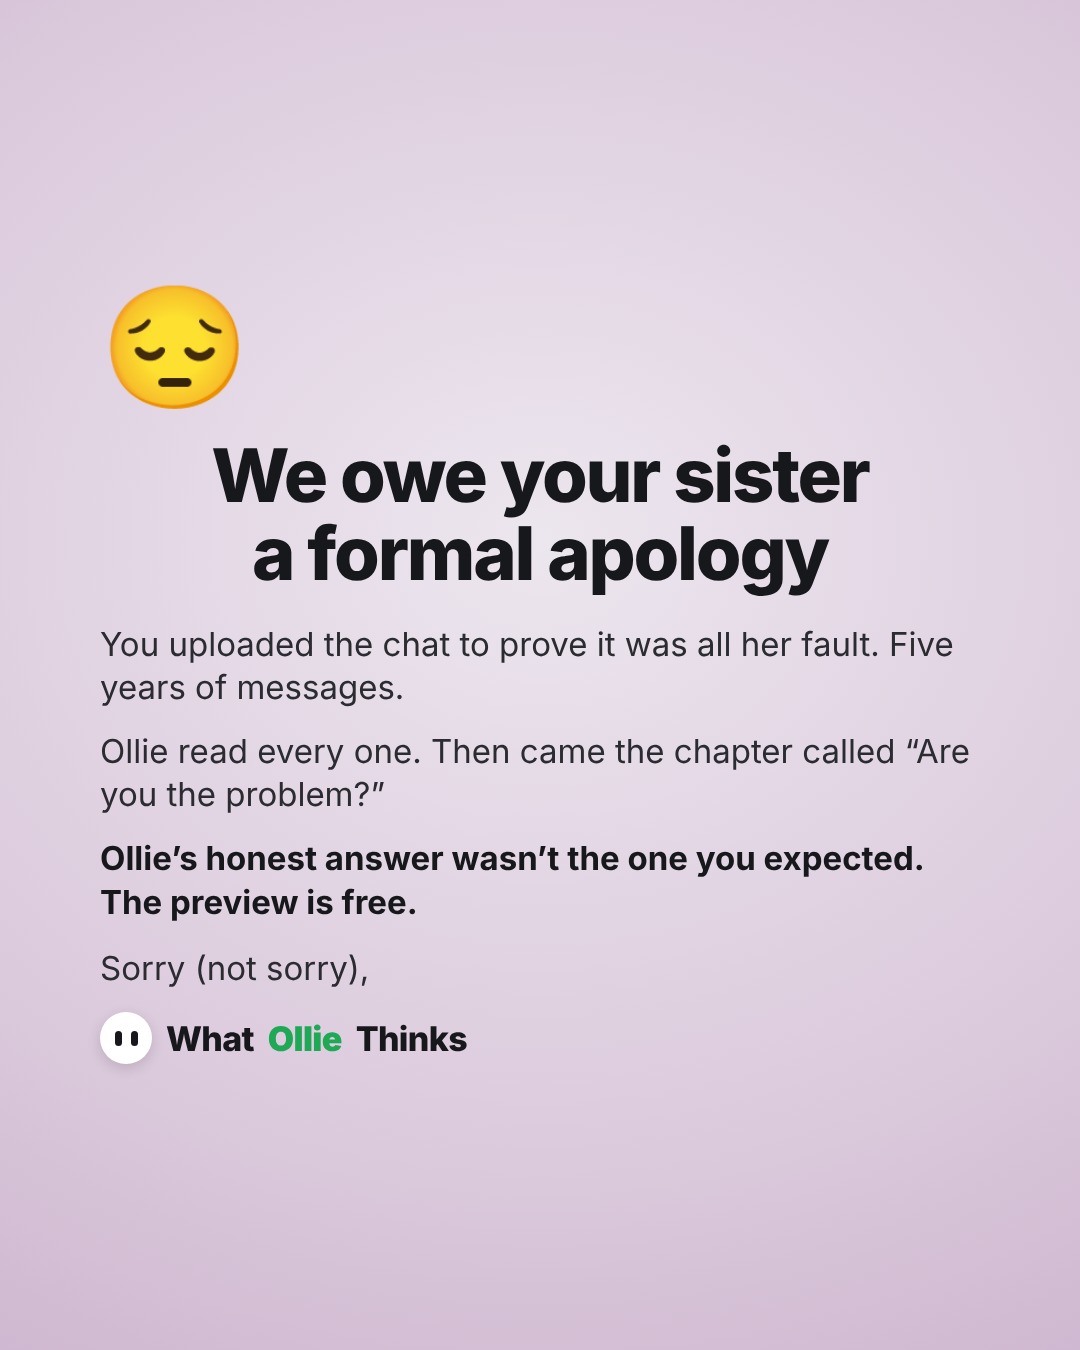 We owe your sister
a formal apology
You uploaded the chat to prove it was all her fault. Five
years of messages.
Ollie read every one. Then came the chapter called “Are
you the problem?”
Ollie’s honest answer wasn’t the one you expected.
The preview is free.
Sorry (not sorry),
What Ollie Thinks